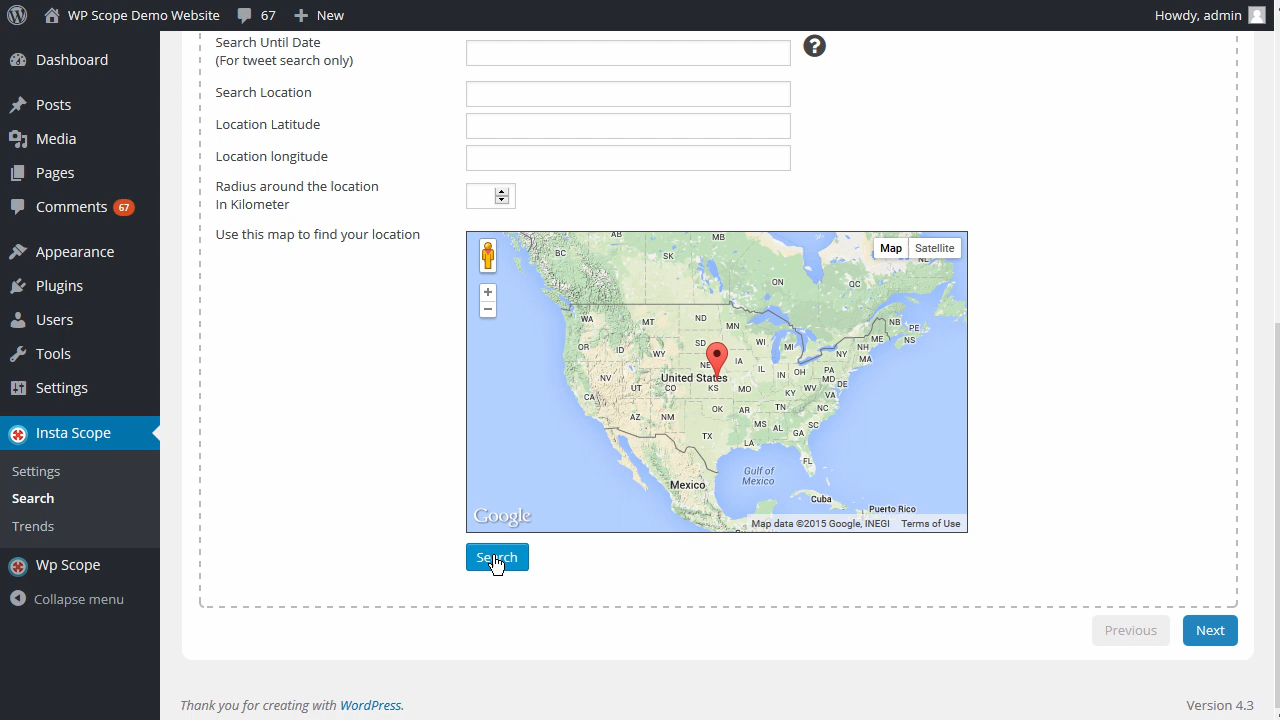 WP Scope Demo Website
67
New
Howdy, admin
Dashboard
Posts
Media
Pages
Comments 67
Appearance
Plugins
Users
Tools
Settings
Insta Scope
Settings
Search
Trends
Wp Scope
Collapse menu
Search Until Date
(For tweet search only)
?
Search Location
Location Latitude
Location longitude
Radius around the location
In Kilometer
Use this map to find your location
Map Satellite
AB
MB
BC
SK
NL
ON
QC
WA
MT
ND
MN
NB
PE
NS
OR
ID
WY
SD
WI
MI
ME
NH
NY
MA
NE
IA
IL
IN
OH
PA
NV
UT
United States
CO
KS
MO
KY
WV
MD
DE
VA
CA
AZ
NM
OK
AR
TN
NC
TX
MS
AL
SC
GA
LA
FL
Gulf of
Mexico
Mexico
Cuba
Puerto Rico
Google
Map data ©2015 Google, INEGI
Terms of Use
+
−
Search
Previous
Next
Thank you for creating with WordPress.
Version 4.3